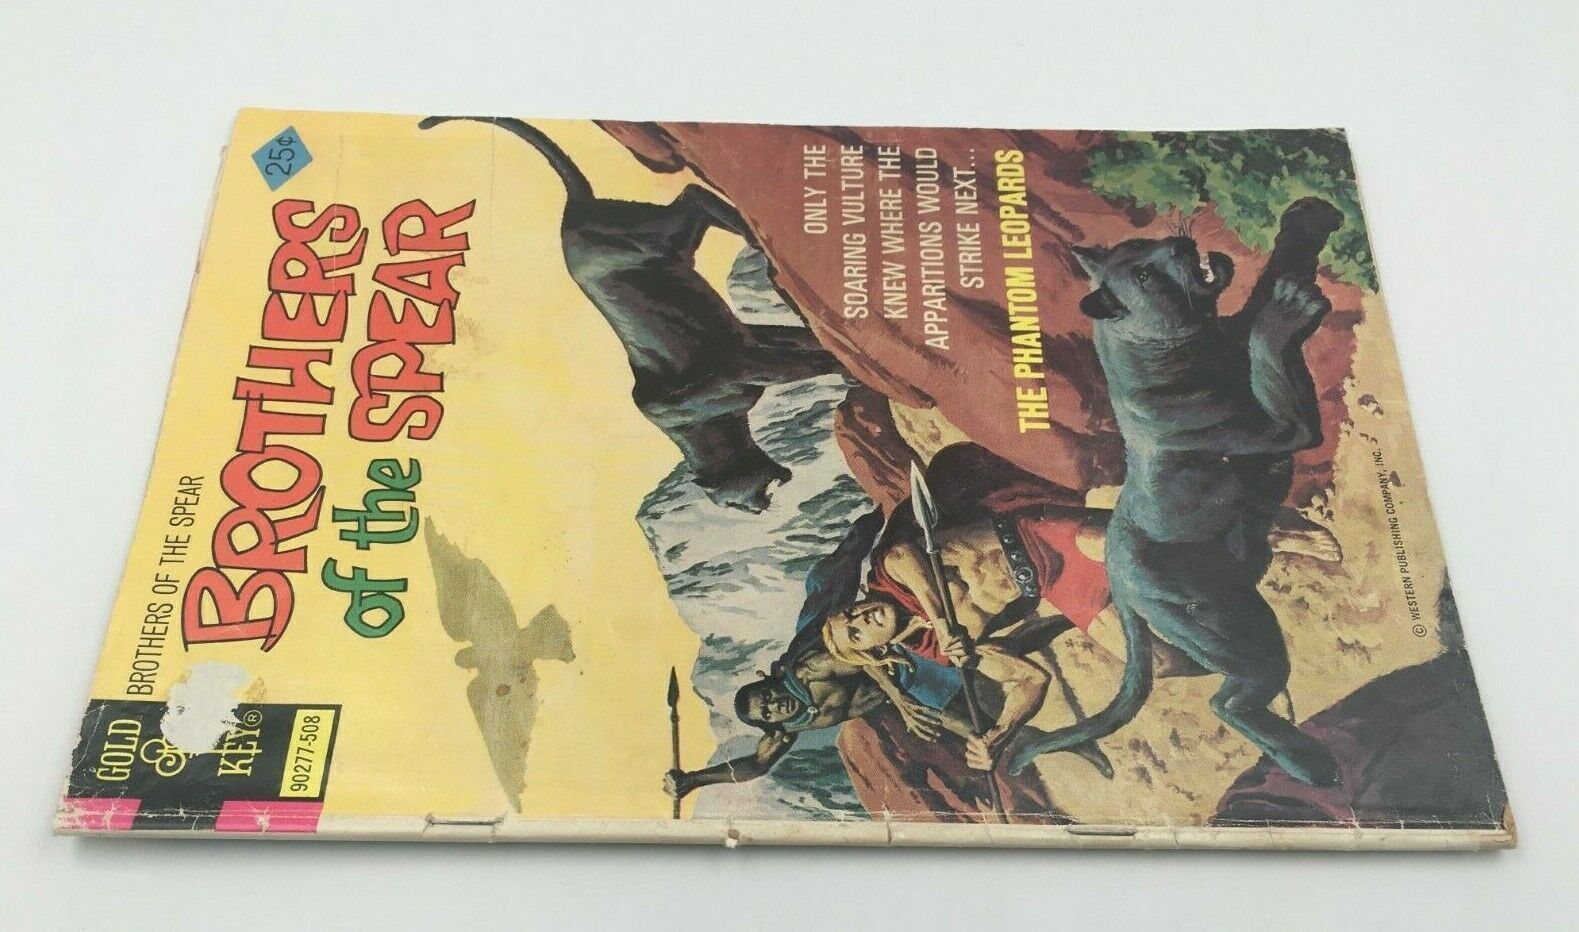 GOLD
KEY®
90277-508
BROTHERS OF THE SPEAR
25¢
BROTHERS
of the SPEAR
ONLY THE
SOARING VULTURE
KNEW WHERE THE
APPARITIONS WOULD
STRIKE NEXT...
THE PHANTOM LEOPARDS
© WESTERN PUBLISHING COMPANY, INC.